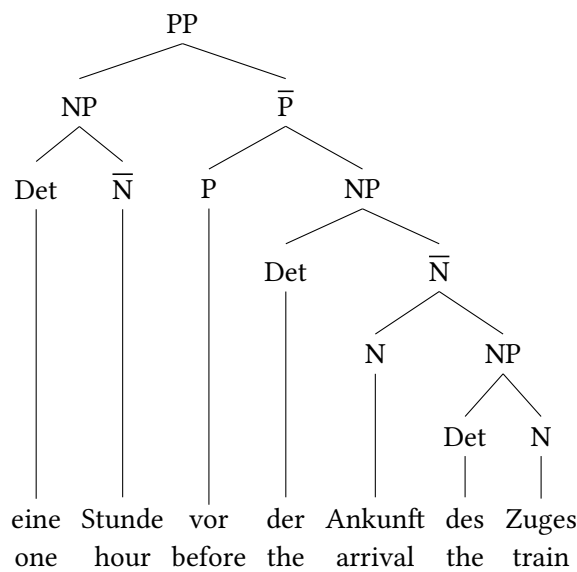 PP
NP P̅
Det N̅ P NP
Det N̅
N NP
Det N
eine Stunde vor der Ankunft des Zuges
one hour before the arrival the train